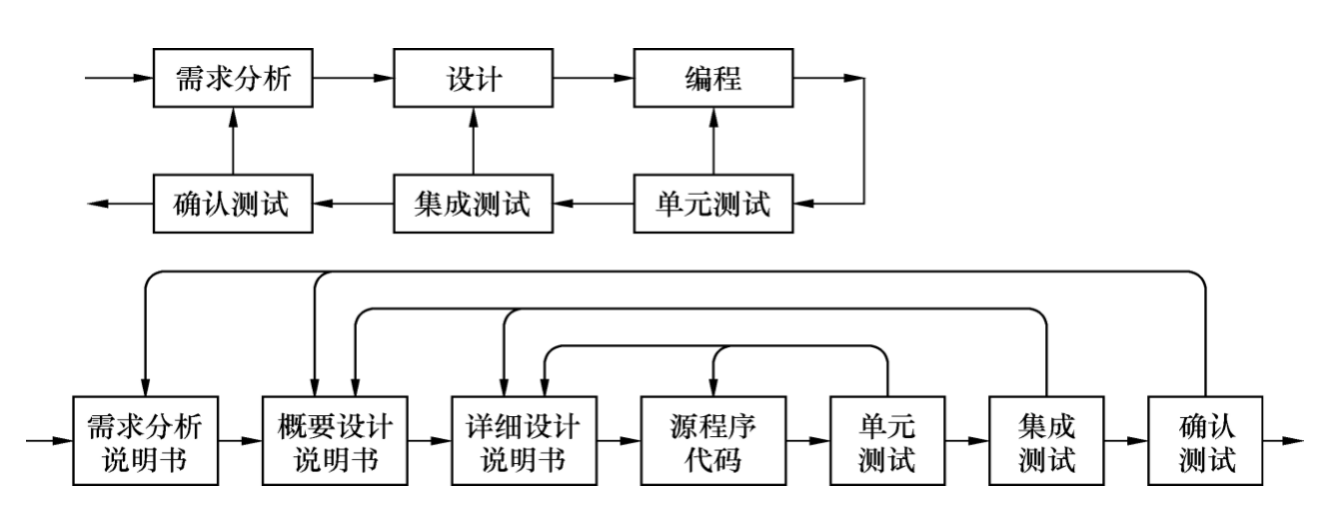 需求分析
设计
编程
确认测试
集成测试
单元测试
需求分析
说明书
概要设计
说明书
详细设计
说明书
源程序
代码
单元
测试
集成
测试
确认
测试